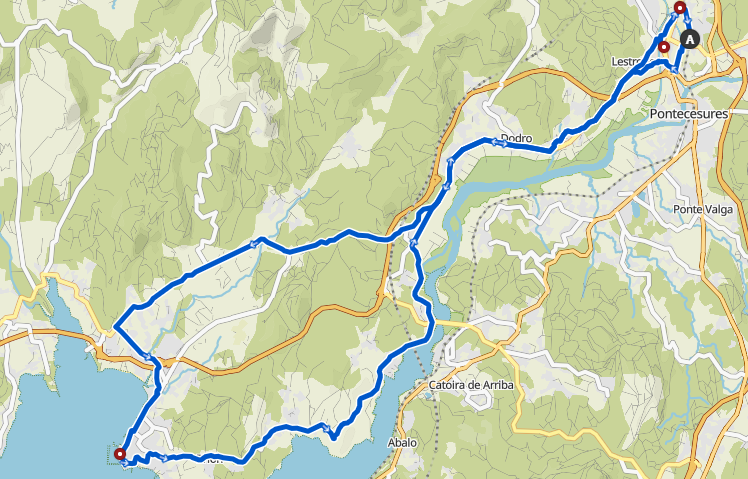 A
Lestro
Pontecesures
Dodro
Ponte Valga
Catoira de Arriba
Abalo